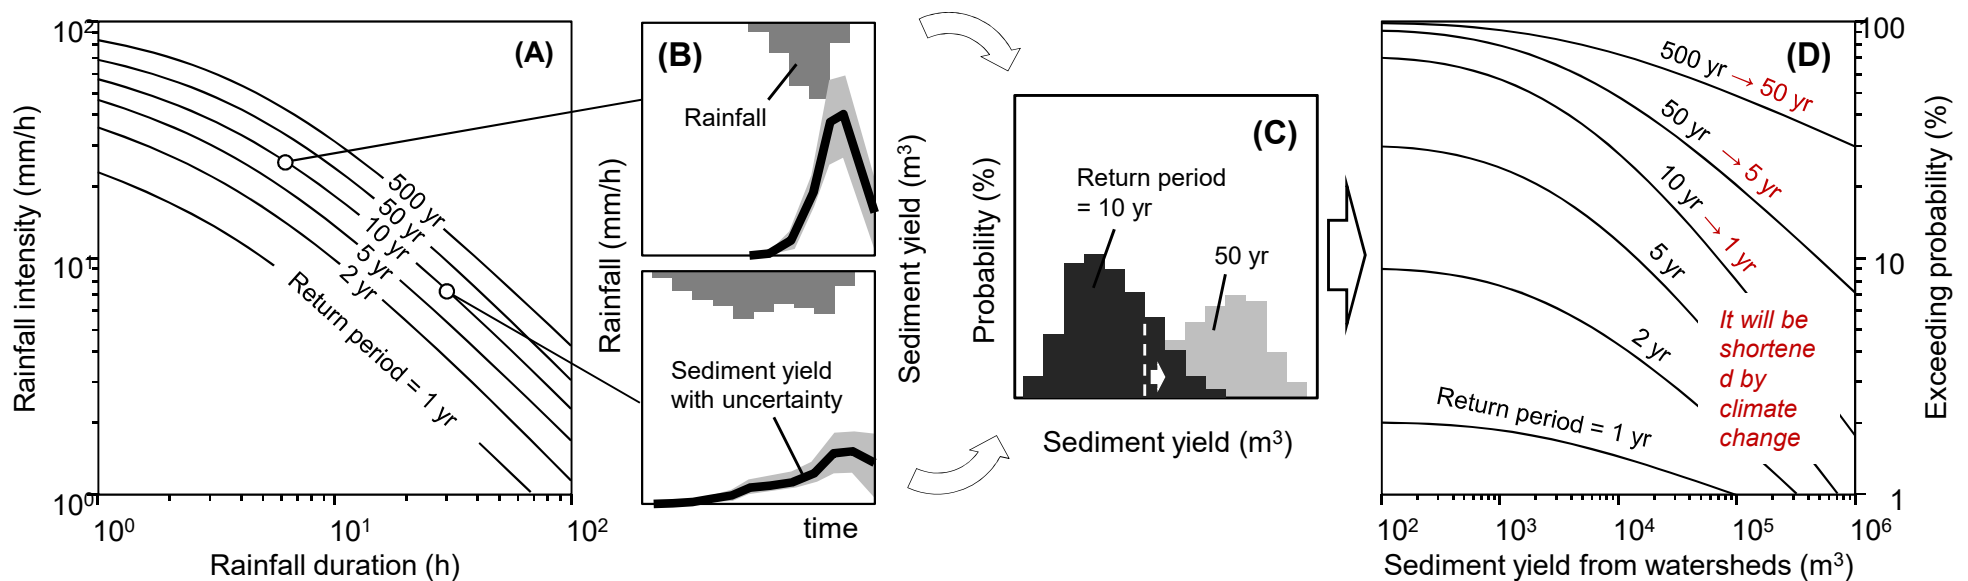 (A)
Rainfall intensity (mm/h)
10²
10¹
10⁰
500 yr
50 yr
10 yr
5 yr
2 yr
Return period = 1 yr
10⁰
10¹
10²
Rainfall duration (h)
(B)
Rainfall
Rainfall (mm/h)
Sediment yield (m³)
Sediment yield
with uncertainty
time
(C)
Probability (%)
Return period
= 10 yr
50 yr
Sediment yield (m³)
(D)
500 yr → 50 yr
50 yr → 5 yr
10 yr → 1 yr
5 yr
2 yr
Return period = 1 yr
It will be
shortene
d by
climate
change
100
10
1
Exceeding probability (%)
10²
10³
10⁴
10⁵
10⁶
Sediment yield from watersheds (m³)